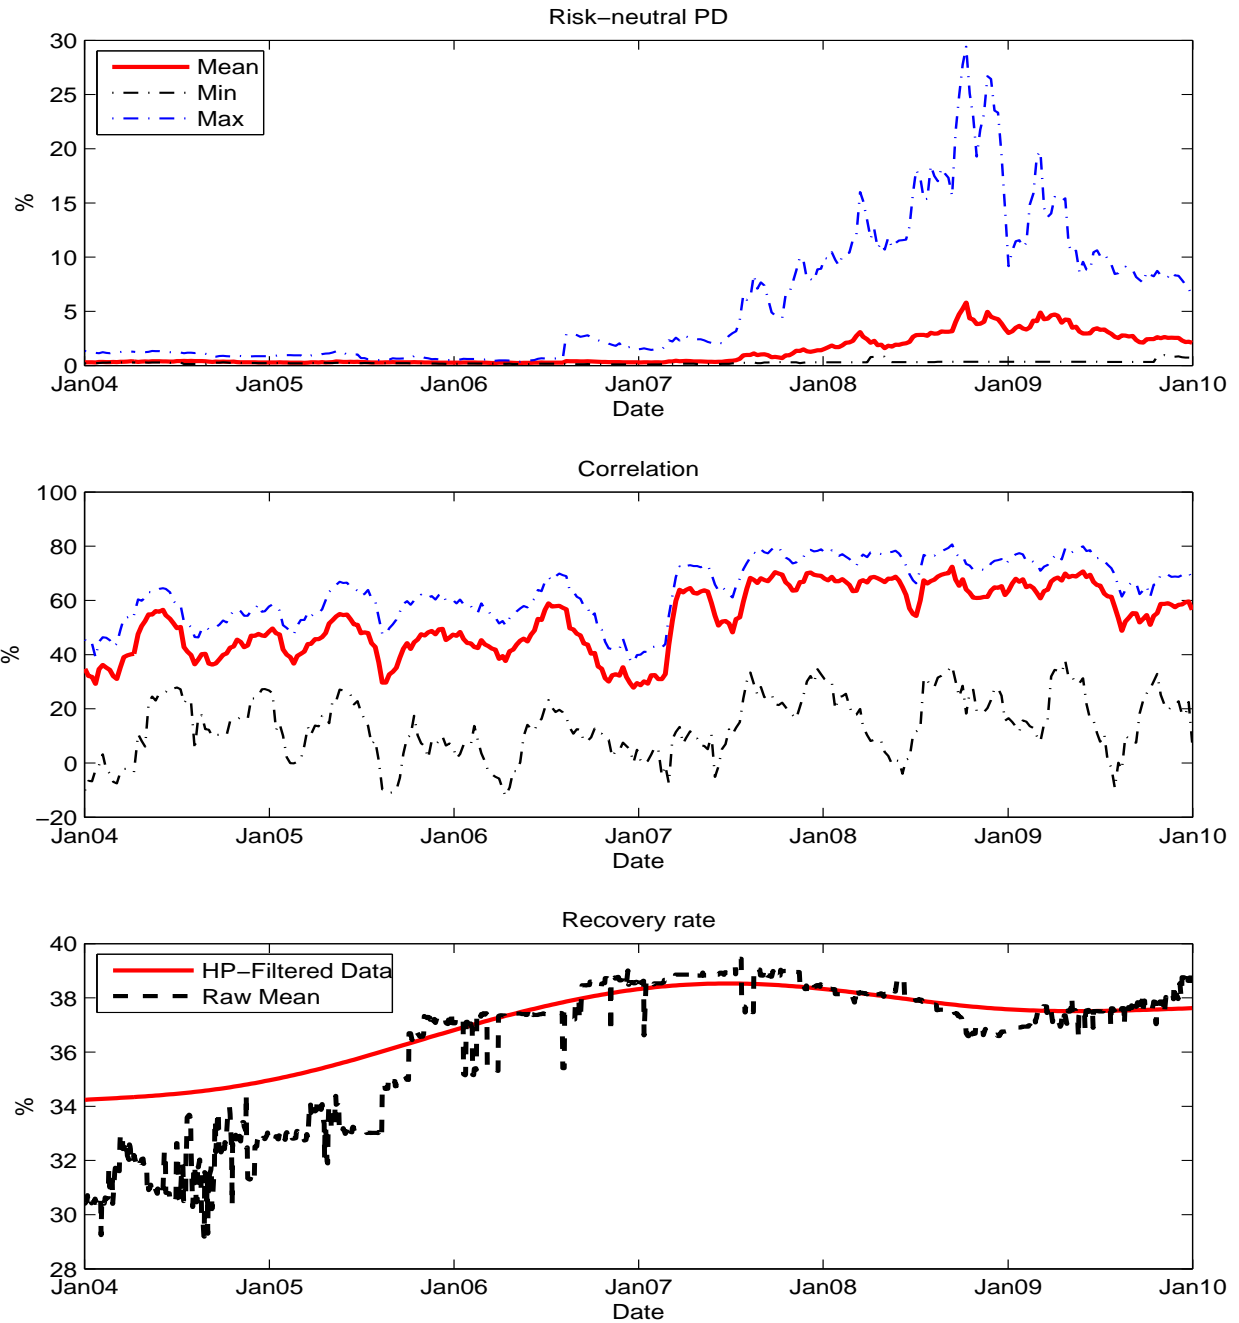 Risk−neutral PD
30
25
20
15
10
5
0
%
Mean
Min
Max
Jan04 Jan05 Jan06 Jan07 Jan08 Jan09 Jan10
Date
Correlation
100
80
60
40
20
0
−20
%
Jan04 Jan05 Jan06 Jan07 Jan08 Jan09 Jan10
Date
Recovery rate
40
38
36
34
32
30
28
%
HP−Filtered Data
Raw Mean
Jan04 Jan05 Jan06 Jan07 Jan08 Jan09 Jan10
Date